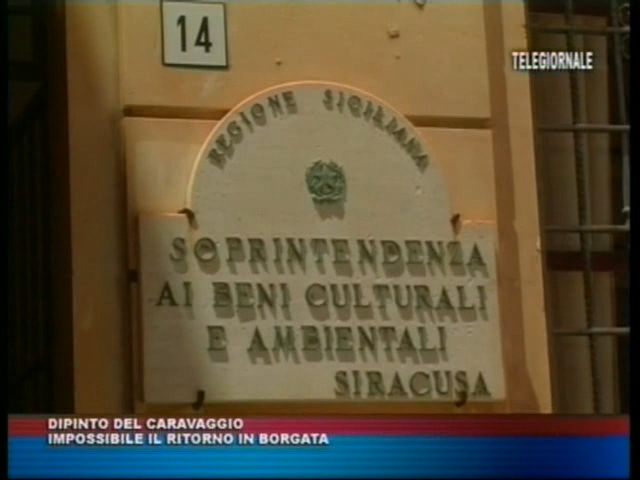 14
TELEGIORNALE
REGIONE SICILIANA
SOPRINTENDENZA
AI BENI CULTURALI
E AMBIENTALI
SIRACUSA
DIPINTO DEL CARAVAGGIO
IMPOSSIBILE IL RITORNO IN BORGATA